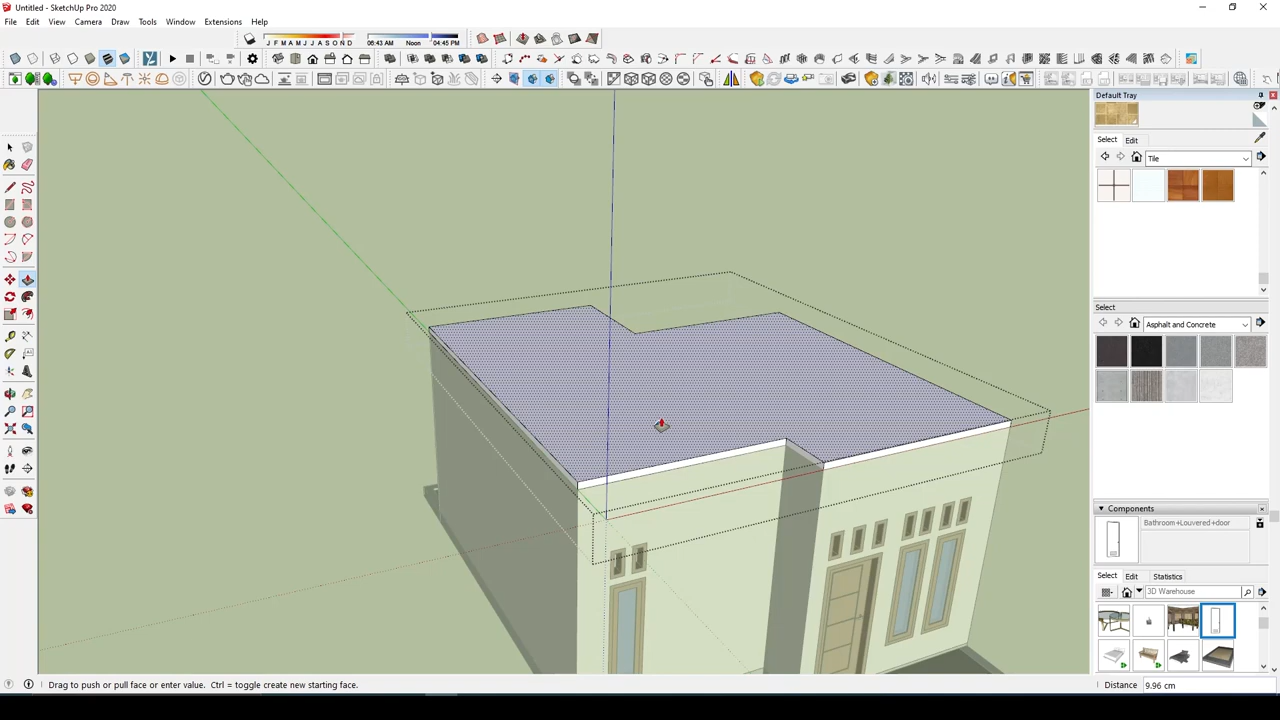 Untitled - SketchUp Pro 2020
File Edit View Camera Draw Tools Window Extensions Help
J F M A M J J A S O N D
06:43 AM Noon 04:45 PM
Default Tray
Select Edit
Tile
Select
Asphalt and Concrete
Components
Bathroom+Louvered+door
Select Edit Statistics
3D Warehouse
Drag to push or pull face or enter value. Ctrl = toggle create new starting face.
Distance 9.96 cm